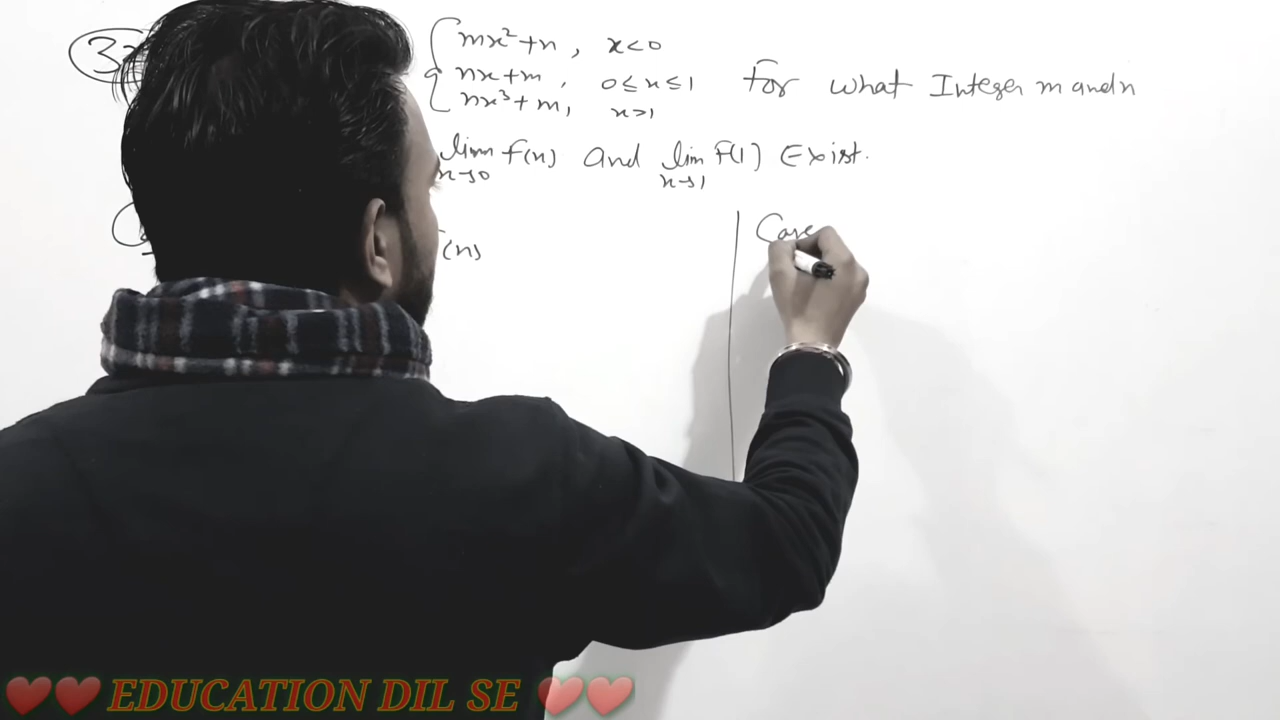 3
mx²+n, x<0
nx+m, 0≤x≤1 For what Integer m and n
nx³+m, x>1
lim f(x) and lim F(1) Exist.
x→0 x→1
(x)
Case
EDUCATION DIL SE